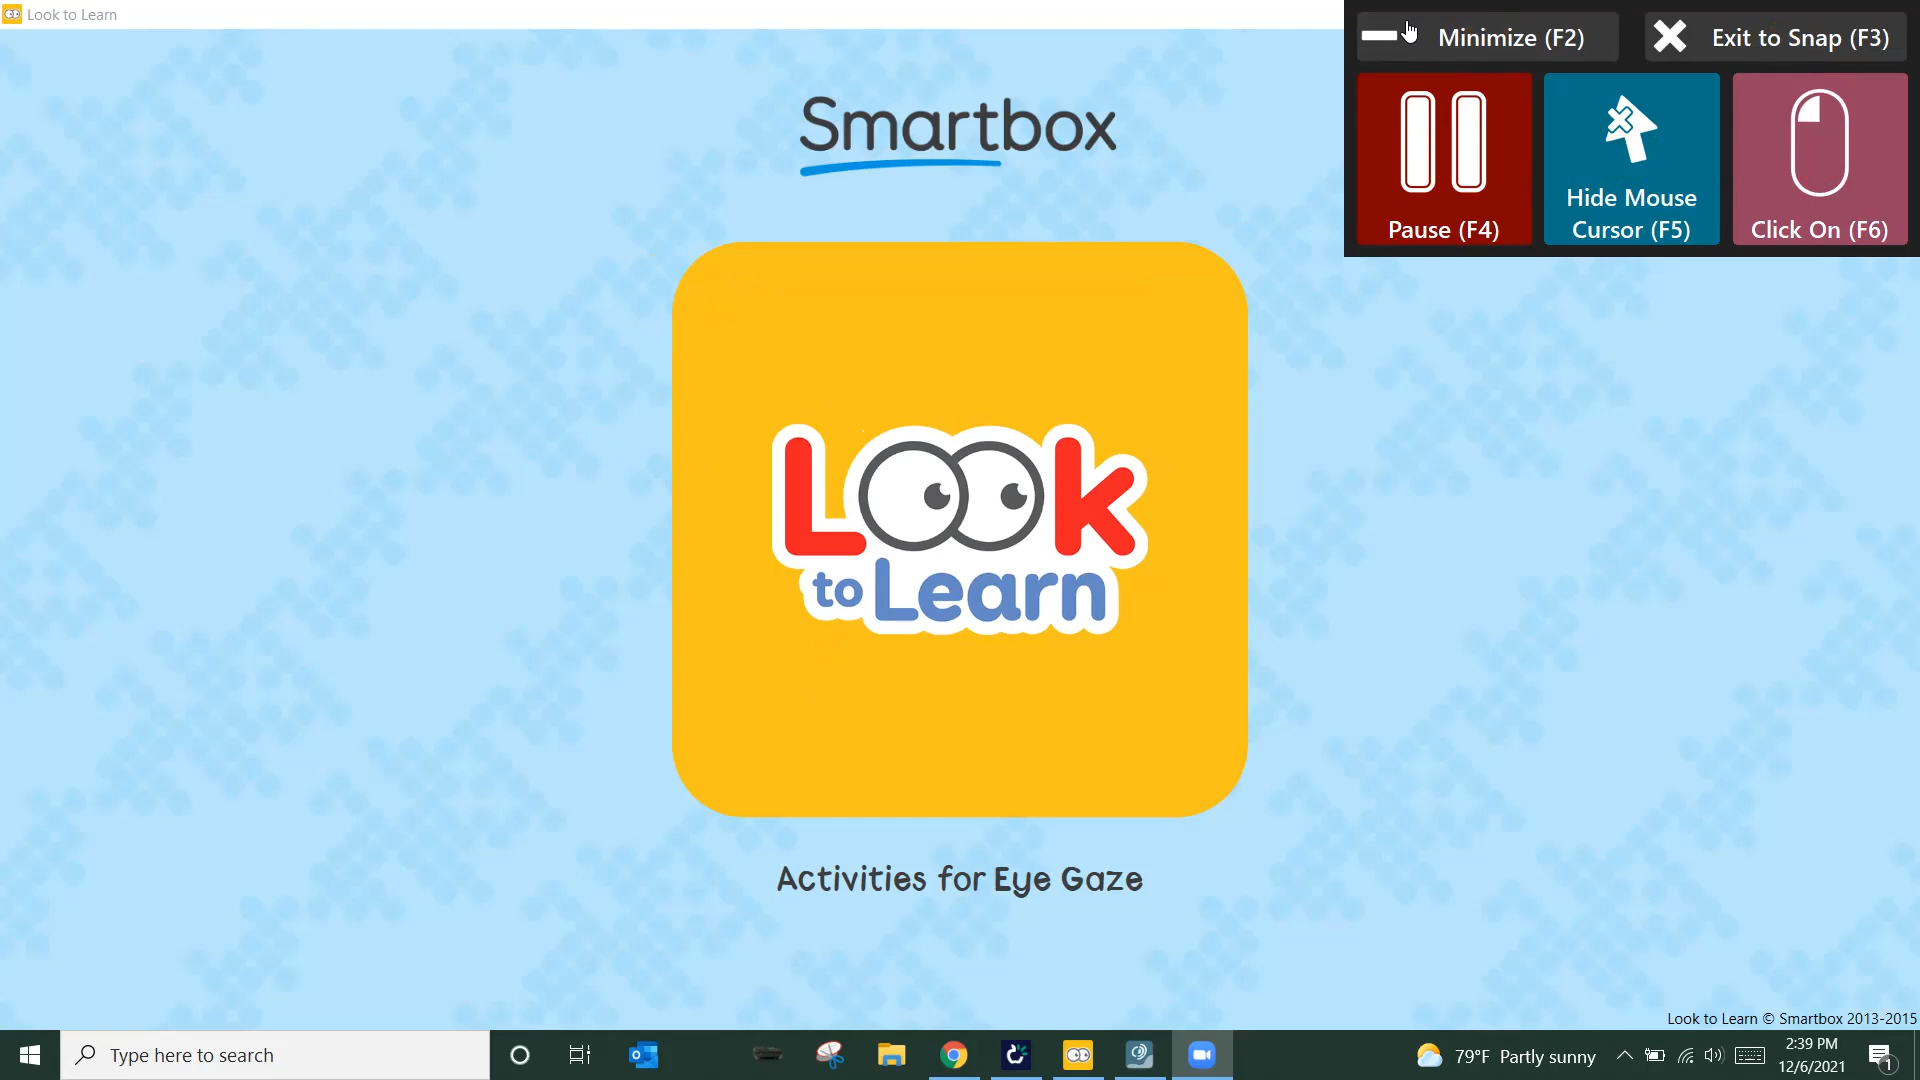 Look to Learn
Minimize (F2)
Exit to Snap (F3)
Pause (F4)
Hide Mouse
Cursor (F5)
Click On (F6)
Smartbox
Look
to Learn
Activities for Eye Gaze
Look to Learn © Smartbox 2013-2015
Type here to search
79°F Partly sunny
2:39 PM
12/6/2021
1